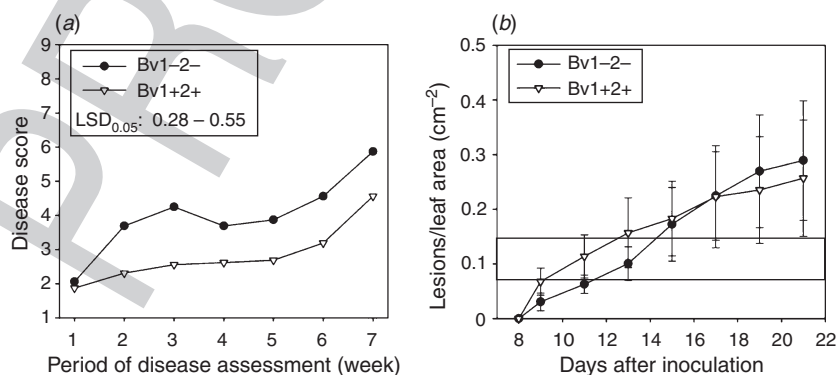 (a)
9
8
7
6
5
4
3
2
1
Disease score
Bv1–2–
Bv1+2+
LSD0.05: 0.28 – 0.55
1 2 3 4 5 6 7
Period of disease assessment (week)
(b)
0.5
0.4
0.3
0.2
0.1
0
Lesions/leaf area (cm–2)
Bv1–2–
Bv1+2+
8 10 12 14 16 18 20 22
Days after inoculation
PRO